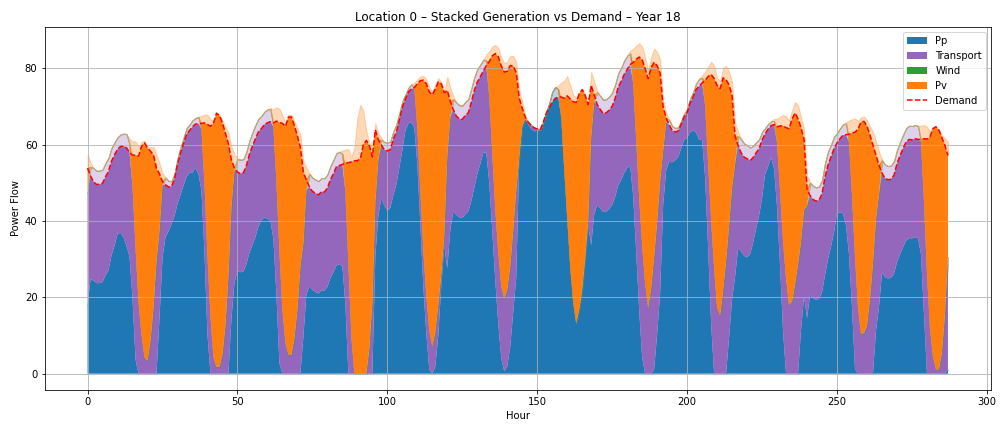 Location 0 – Stacked Generation vs Demand – Year 18
Pp
Transport
Wind
Pv
Demand
Power Flow
80
60
40
20
0
0 50 100 150 200 250 300
Hour